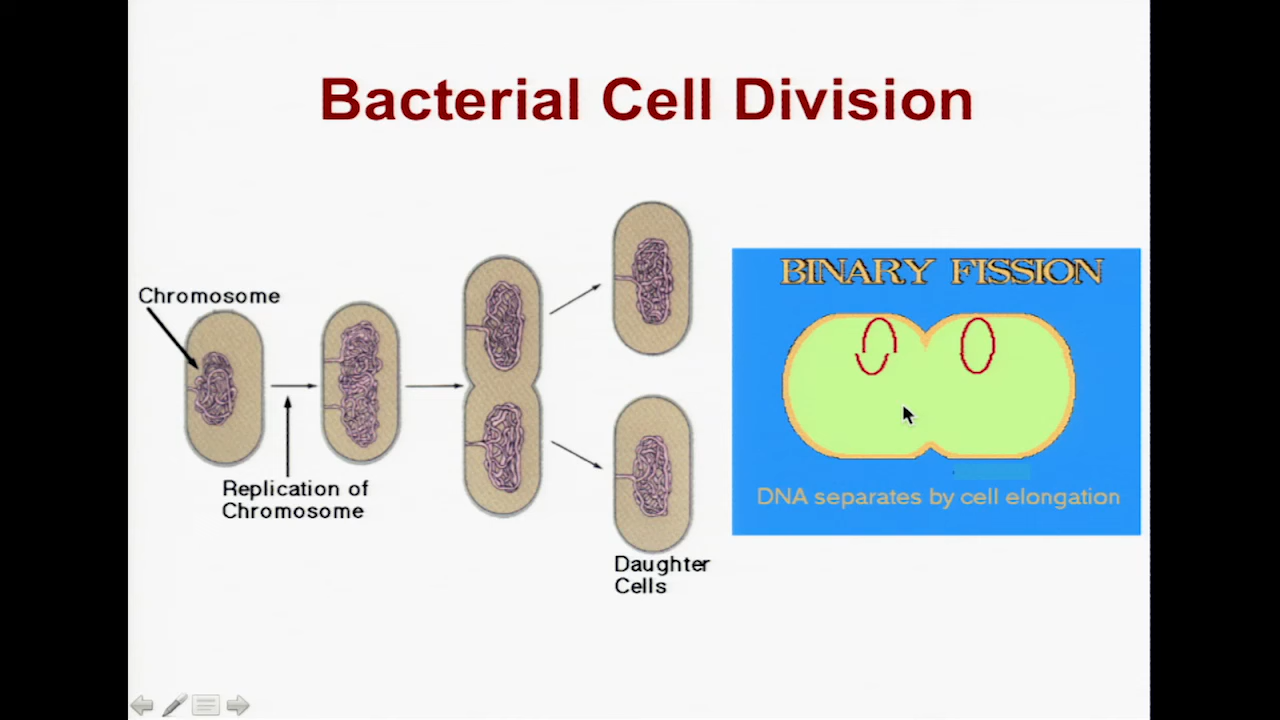 Bacterial Cell Division
Chromosome
Replication of
Chromosome
Daughter
Cells
BINARY FISSION
DNA separates by cell elongation